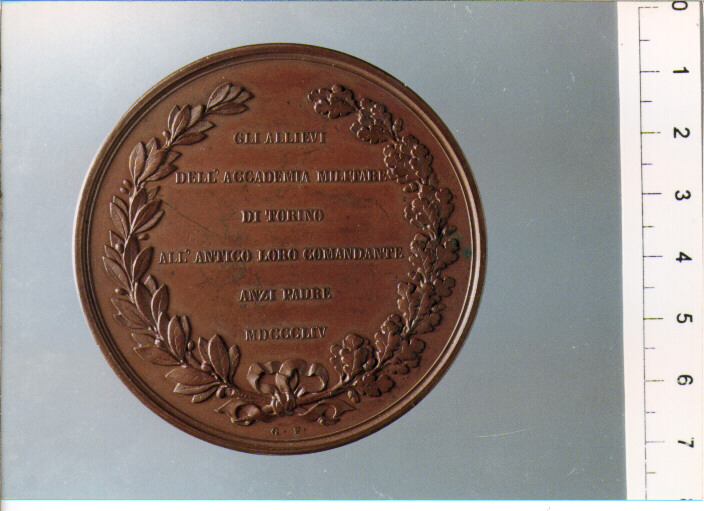 GLI ALLIEVI
DELL' ACCADEMIA MILITARE
DI TORINO
ALL' ANTICO LORO COMANDANTE
ANZI PADRE
MDCCCLIV
G. F.
0
1
2
3
4
5
6
7